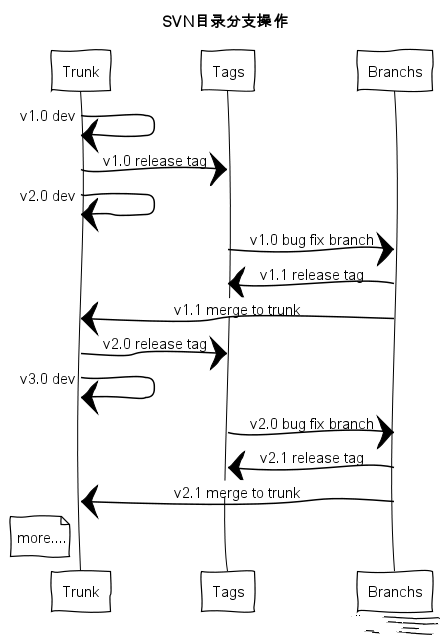 SVN目录分支操作
Trunk
Tags
Branchs
v1.0 dev
v1.0 release tag
v2.0 dev
v1.0 bug fix branch
v1.1 release tag
v1.1 merge to trunk
v2.0 release tag
v3.0 dev
v2.0 bug fix branch
v2.1 release tag
v2.1 merge to trunk
more....
Trunk
Tags
Branchs